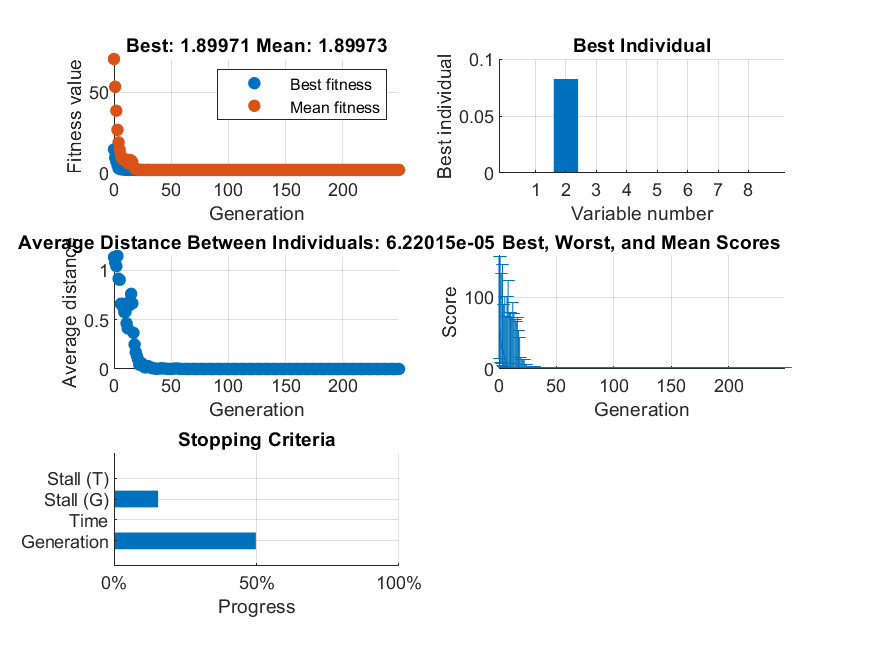 Best: 1.89971 Mean: 1.89973
Fitness value
50
0
Best fitness
Mean fitness
0 50 100 150 200
Generation
Best Individual
Best individual
0.1
0.05
0
1 2 3 4 5 6 7 8
Variable number
Average Distance Between Individuals: 6.22015e-05
Average distance
1
0.5
0
0 50 100 150 200
Generation
Best, Worst, and Mean Scores
Score
100
0
0 50 100 150 200
Generation
Stopping Criteria
Stall (T)
Stall (G)
Time
Generation
0% 50% 100%
Progress